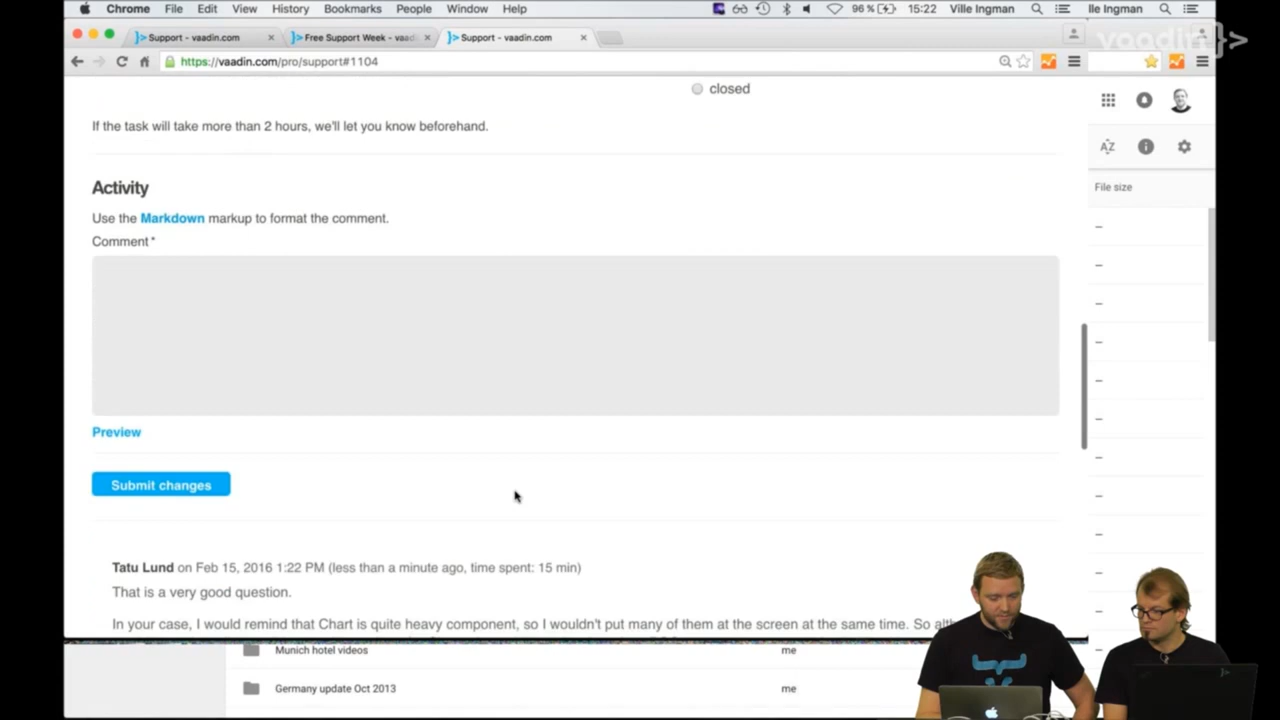 Chrome File Edit View History Bookmarks People Window Help 96% 15:22 Ville Ingman lle Ingman
}> Support - vaadin.com }> Free Support Week - vaad }> Support - vaadin.com
vaadin}>
https://vaadin.com/pro/support#1104
closed
If the task will take more than 2 hours, we'll let you know beforehand.
Activity
File size
Use the Markdown markup to format the comment.
Comment *
Preview
Submit changes
Tatu Lund on Feb 15, 2016 1:22 PM (less than a minute ago, time spent: 15 min)
That is a very good question.
In your case, I would remind that Chart is quite heavy component, so I wouldn't put many of them at the screen at the same time. So
Munich hotel videos me
Germany update Oct 2013 me